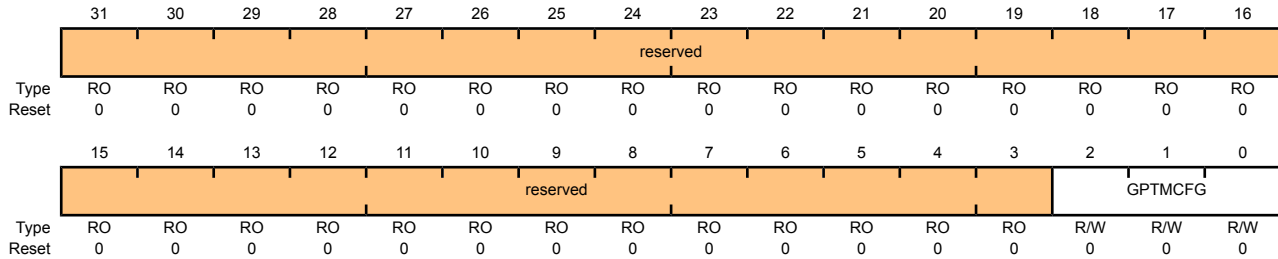 31 30 29 28 27 26 25 24 23 22 21 20 19 18 17 16
reserved
Type RO RO RO RO RO RO RO RO RO RO RO RO RO RO RO RO
Reset 0 0 0 0 0 0 0 0 0 0 0 0 0 0 0 0
15 14 13 12 11 10 9 8 7 6 5 4 3 2 1 0
reserved GPTMCFG
Type RO RO RO RO RO RO RO RO RO RO RO RO RO R/W R/W R/W
Reset 0 0 0 0 0 0 0 0 0 0 0 0 0 0 0 0